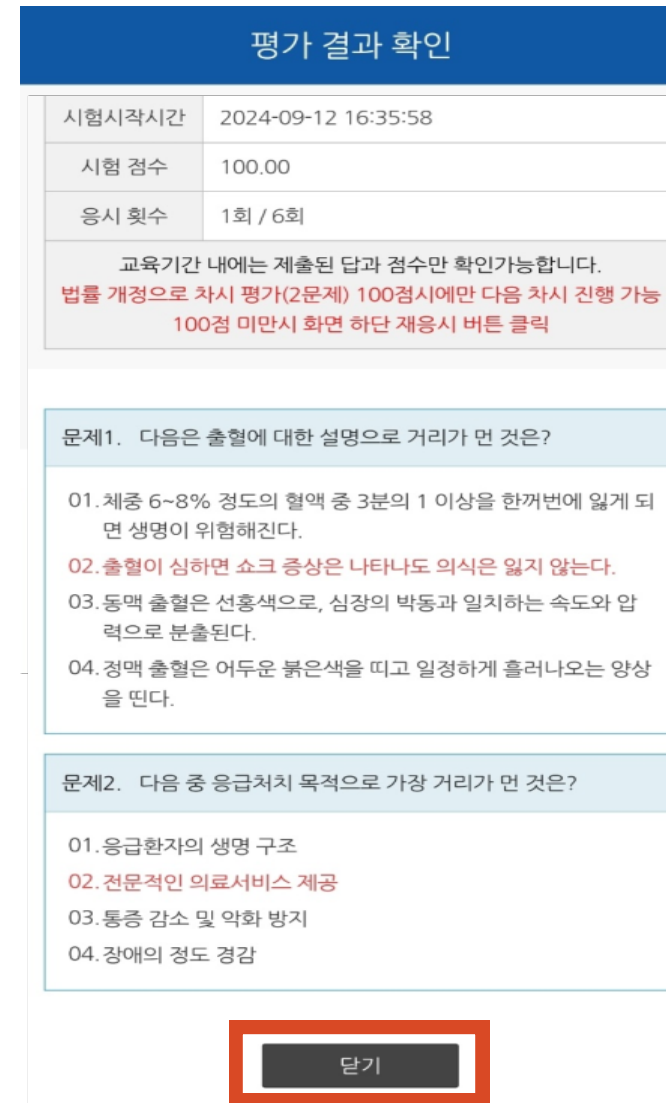 평가 결과 확인
시험시작시간 2024-09-12 16:35:58
시험 점수 100.00
응시 횟수 1회 / 6회
교육기간 내에는 제출된 답과 점수만 확인가능합니다.
법률 개정으로 차시 평가(2문제) 100점시에만 다음 차시 진행 가능
100점 미만시 화면 하단 재응시 버튼 클릭
문제1. 다음은 출혈에 대한 설명으로 거리가 먼 것은?
01. 체중 6~8% 정도의 혈액 중 3분의 1 이상을 한꺼번에 잃게 되
면 생명이 위험해진다.
02. 출혈이 심하면 쇼크 증상은 나타나도 의식은 잃지 않는다.
03. 동맥 출혈은 선홍색으로, 심장의 박동과 일치하는 속도와 압
력으로 분출된다.
04. 정맥 출혈은 어두운 붉은색을 띠고 일정하게 흘러나오는 양상
을 띤다.
문제2. 다음 중 응급처치 목적으로 가장 거리가 먼 것은?
01. 응급환자의 생명 구조
02. 전문적인 의료서비스 제공
03. 통증 감소 및 악화 방지
04. 장애의 정도 경감
닫기